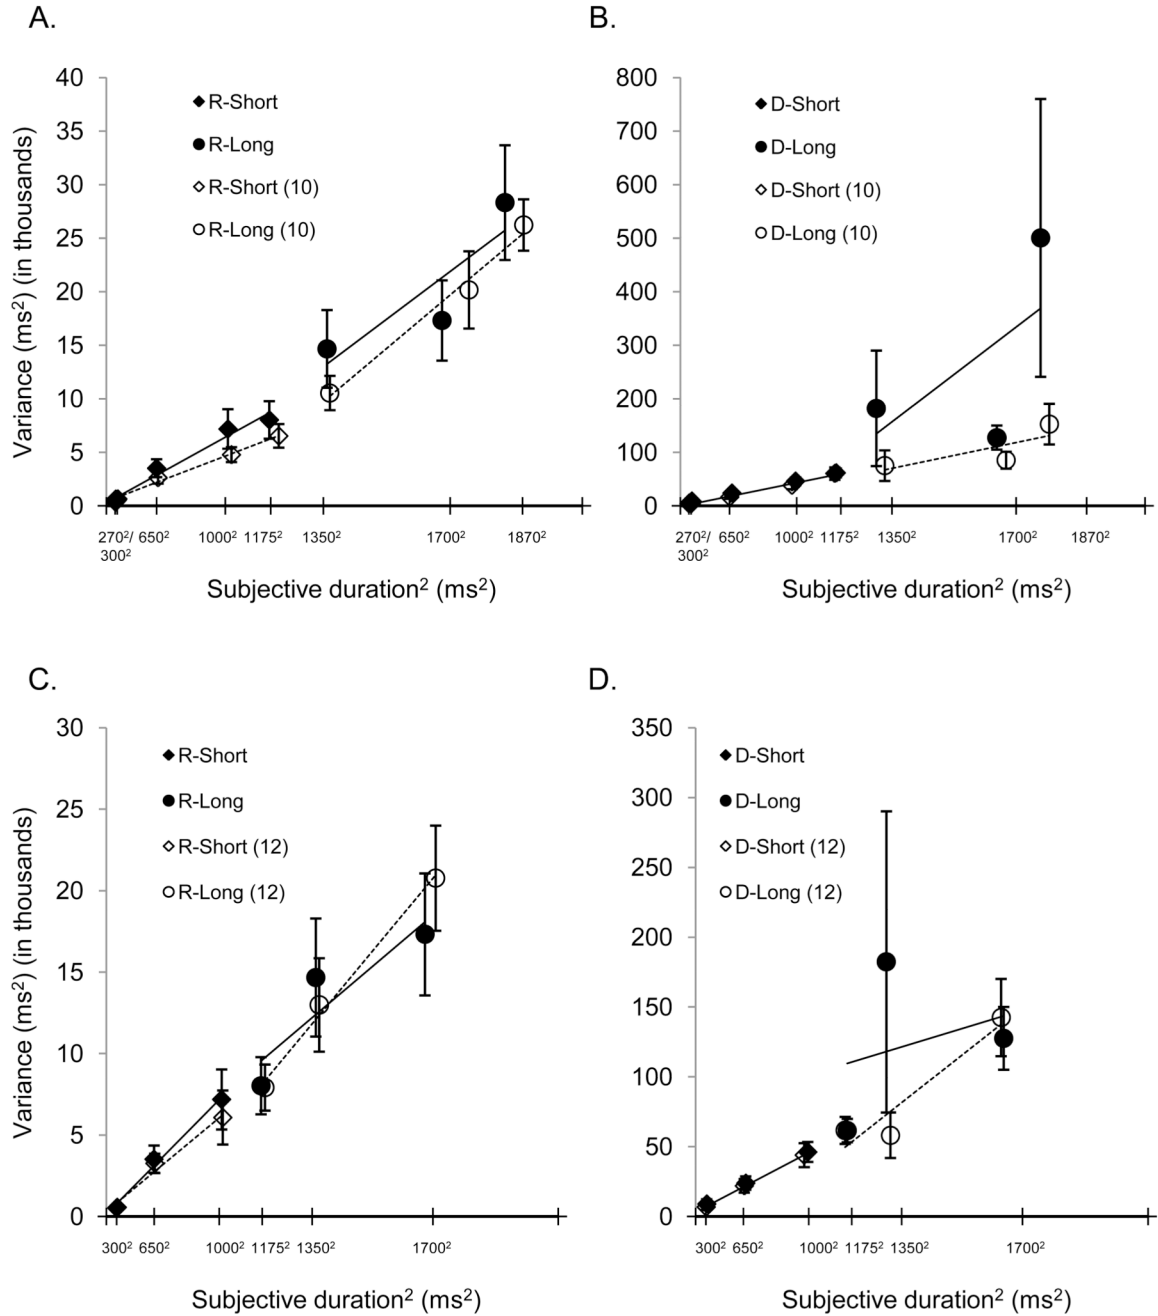 A.
Variance (ms²) (in thousands)
40
35
30
25
20
15
10
5
0
R-Short
R-Long
R-Short (10)
R-Long (10)
270²/ 650² 1000² 1175² 1350² 1700² 1870²
300²
Subjective duration² (ms²)
B.
800
700
600
500
400
300
200
100
0
D-Short
D-Long
D-Short (10)
D-Long (10)
270²/ 650² 1000² 1175² 1350² 1700² 1870²
300²
Subjective duration² (ms²)
C.
Variance (ms²) (in thousands)
30
25
20
15
10
5
0
R-Short
R-Long
R-Short (12)
R-Long (12)
300² 650² 1000² 1175² 1350² 1700²
Subjective duration² (ms²)
D.
350
300
250
200
150
100
50
0
D-Short
D-Long
D-Short (12)
D-Long (12)
300² 650² 1000² 1175² 1350² 1700²
Subjective duration² (ms²)